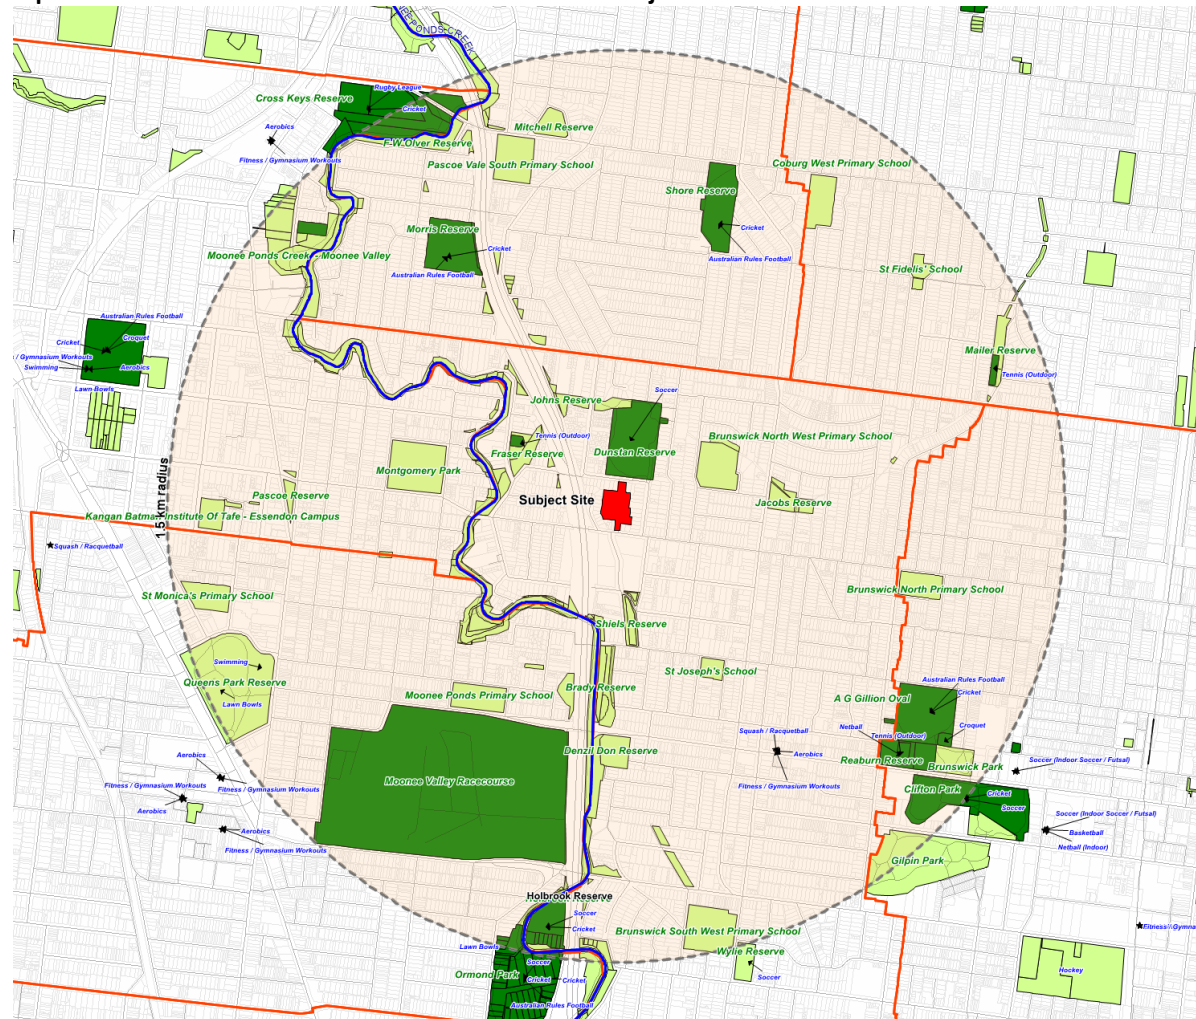 Rugby League
Cross Keys Reserve
Cricket
Aerobics
Mitchell Reserve
F W Olver Reserve
Fitness / Gymnasium Workouts
Pascoe Vale South Primary School
Coburg West Primary School
Shore Reserve
Morris Reserve
Cricket
Cricket
Moonee Ponds Creek - Moonee Valley
Australian Rules Football
Australian Rules Football
St Fidelis' School
Australian Rules Football
Croquet
Cricket
/ Gymnasium Workouts
Swimming
Aerobics
Lawn Bowls
Mailer Reserve
Tennis (Outdoor)
Soccer
Johns Reserve
Tennis (Outdoor)
Fraser Reserve
Dunstan Reserve
Brunswick North West Primary School
Montgomery Park
1.5 km radius
Pascoe Reserve
Subject Site
Jacobs Reserve
Kangan Batman Institute Of Tafe - Essendon Campus
Squash / Racquetball
St Monica's Primary School
Brunswick North Primary School
Shiels Reserve
Swimming
Queens Park Reserve
Lawn Bowls
St Joseph's School
Moonee Ponds Primary School
Brady Reserve
Australian Rules Football
Cricket
A G Gillion Oval
Netball
Croquet
Tennis (Outdoor)
Squash / Racquetball
Aerobics
Denzil Don Reserve
Reaburn Reserve
Brunswick Park
Soccer (Indoor Soccer / Futsal)
Aerobics
Fitness / Gymnasium Workouts
Fitness / Gymnasium Workouts
Aerobics
Moonee Valley Racecourse
Fitness / Gymnasium Workouts
Clifton Park
Cricket
Soccer
Soccer (Indoor Soccer / Futsal)
Basketball
Netball (Indoor)
Aerobics
Fitness / Gymnasium Workouts
Gilpin Park
Holbrook Reserve
Soccer
Cricket
Brunswick South West Primary School
Lawn Bowls
Wylie Reserve
Soccer
Soccer
Ormond Park
Cricket
Cricket
Australian Rules Football
Hockey